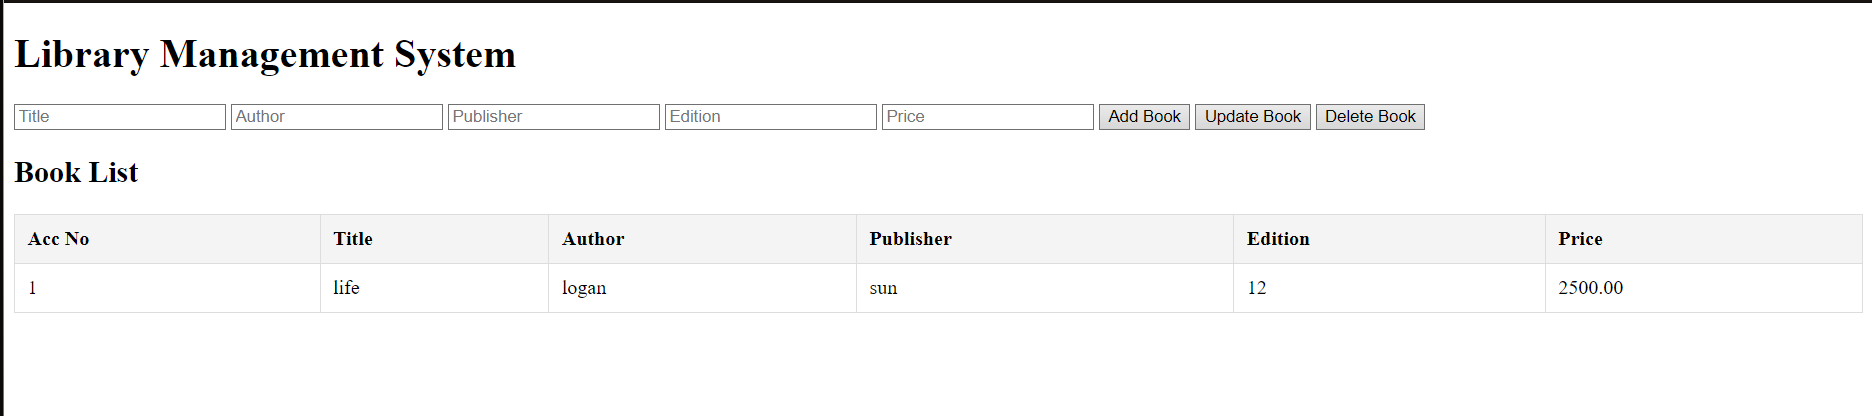 Library Management System
Title Author Publisher Edition Price Add Book Update Book Delete Book
Book List
Acc No Title Author Publisher Edition Price
1 life logan sun 12 2500.00